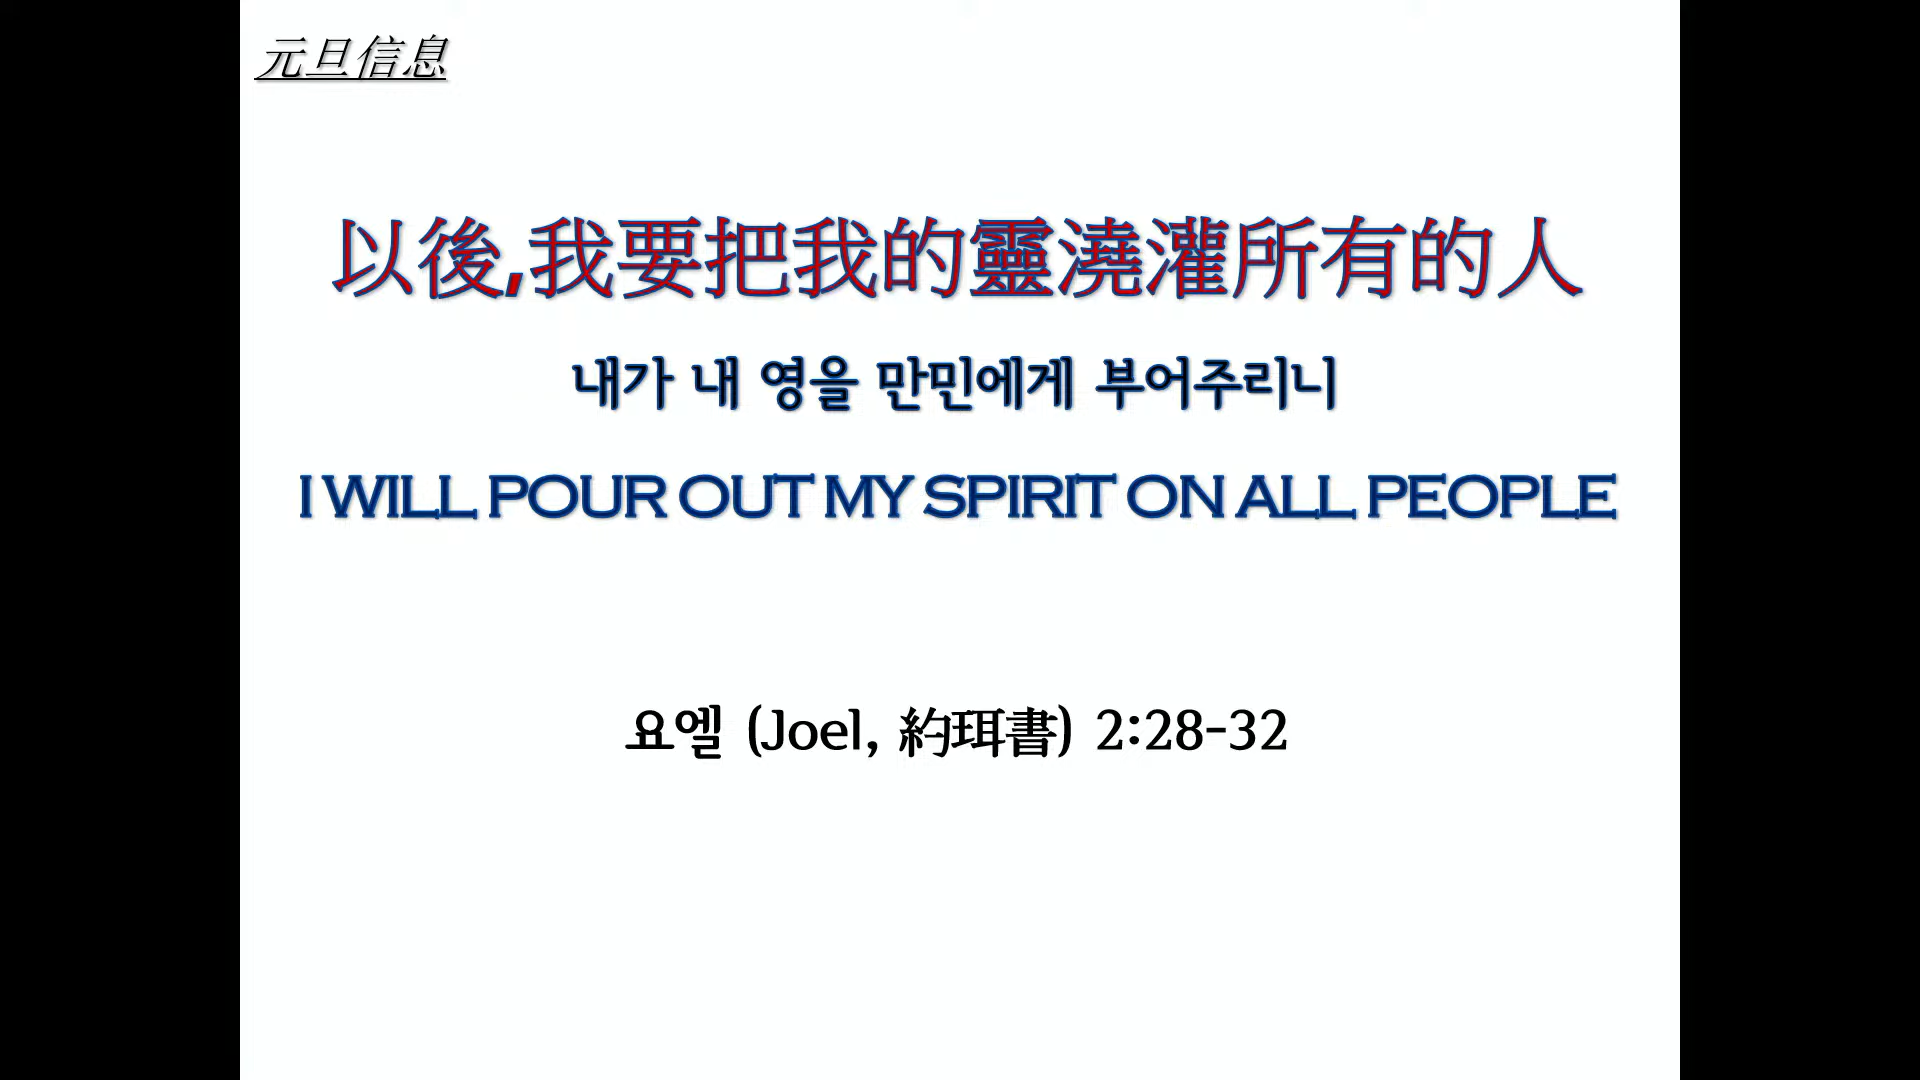 元旦信息
以後,我要把我的靈澆灌所有的人
내가 내 영을 만민에게 부어주리니
I WILL POUR OUT MY SPIRIT ON ALL PEOPLE
요엘 (Joel, 約珥書) 2:28-32